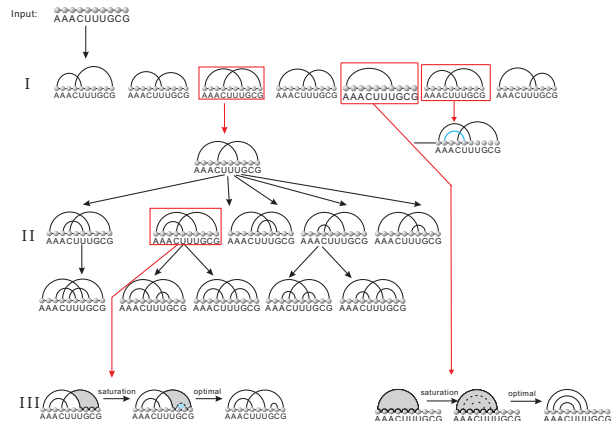 Input:
AAACUUUGCG
I
AAACUUUGCG AAACUUUGCG AAACUUUGCG AAACUUUGCG AAACUUUGCG AAACUUUGCG AAACUUUGCG
AAACUUUGCG
AAACUUUGCG
II
AAACUUUGCG AAACUUUGCG AAACUUUGCG AAACUUUGCG AAACUUUGCG
AAACUUUGCG AAACUUUGCG AAACUUUGCG AAACUUUGCG AAACUUUGCG
III
saturation optimal saturation optimal
AAACUUUGCG AAACUUUGCG AAACUUUGCG AAACUUUGCG AAACUUUGCG AAACUUUGCG